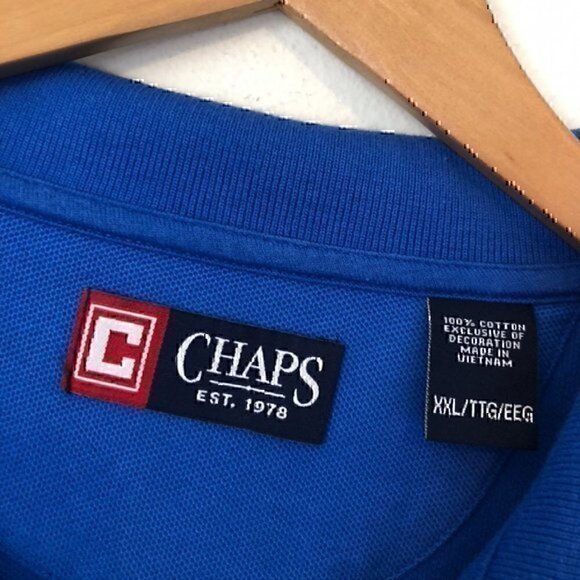 C
CHAPS
EST. 1978
100% COTTON
EXCLUSIVE OF
DECORATION
MADE IN
VIETNAM
XXL/TTG/EEG